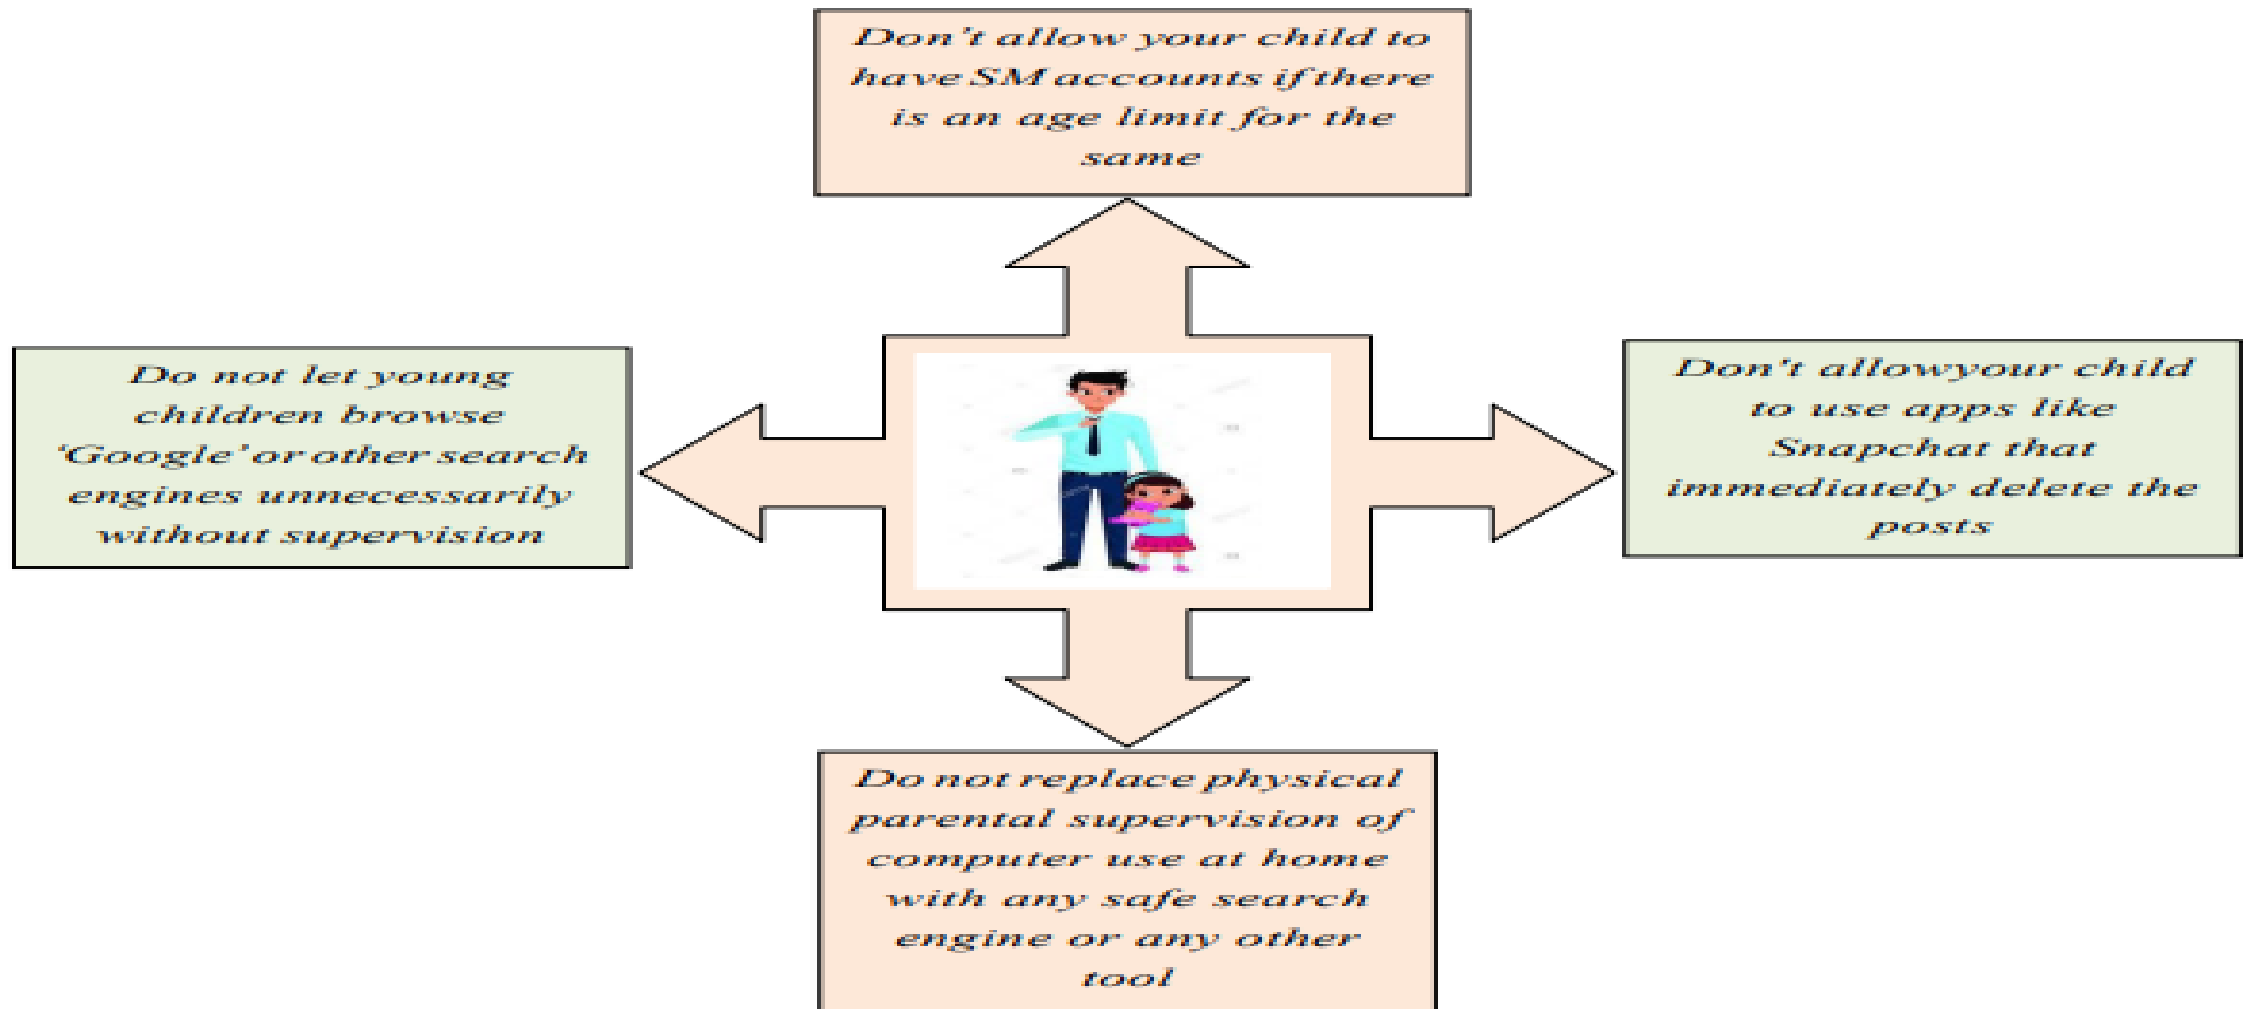 Don't allow your child to
have SM accounts if there
is an age limit for the
same
Do not let young
children browse
‘Google’ or other search
engines unnecessarily
without supervision
Don't allowyour child
to use apps like
Snapchat that
immediately delete the
posts
Do not replace physical
parental supervision of
computer use at home
with any safe search
engine or any other
tool